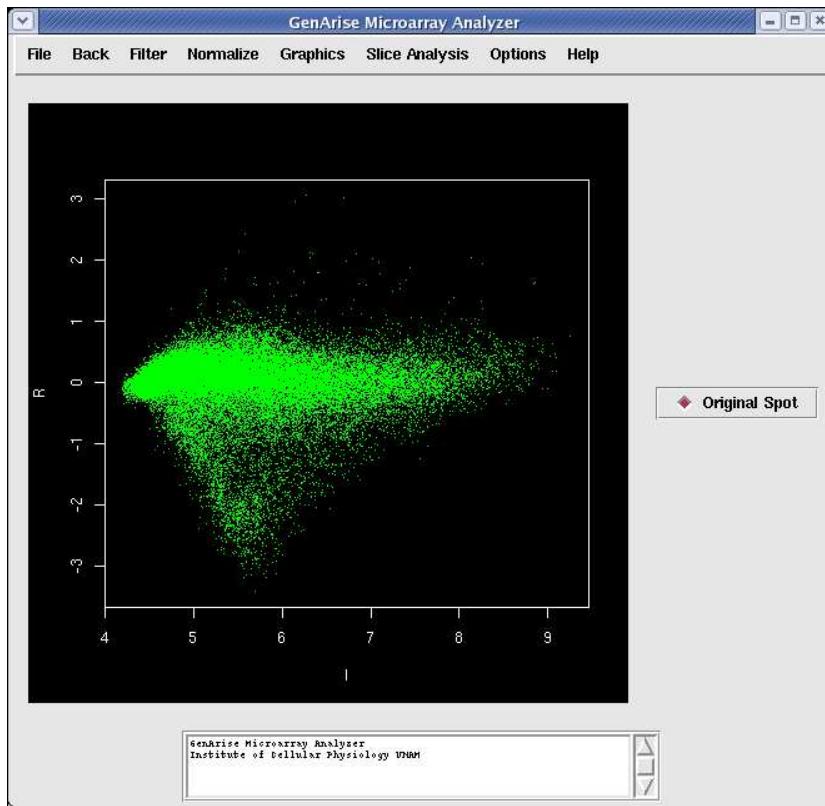 GenArise Microarray Analyzer
File Back Filter Normalize Graphics Slice Analysis Options Help
3
2
1
0
-1
-2
-3
R
4 5 6 7 8 9
I
Original Spot
GenArise Microarray Analyzer
Institute of Cellular Physiology UNAM